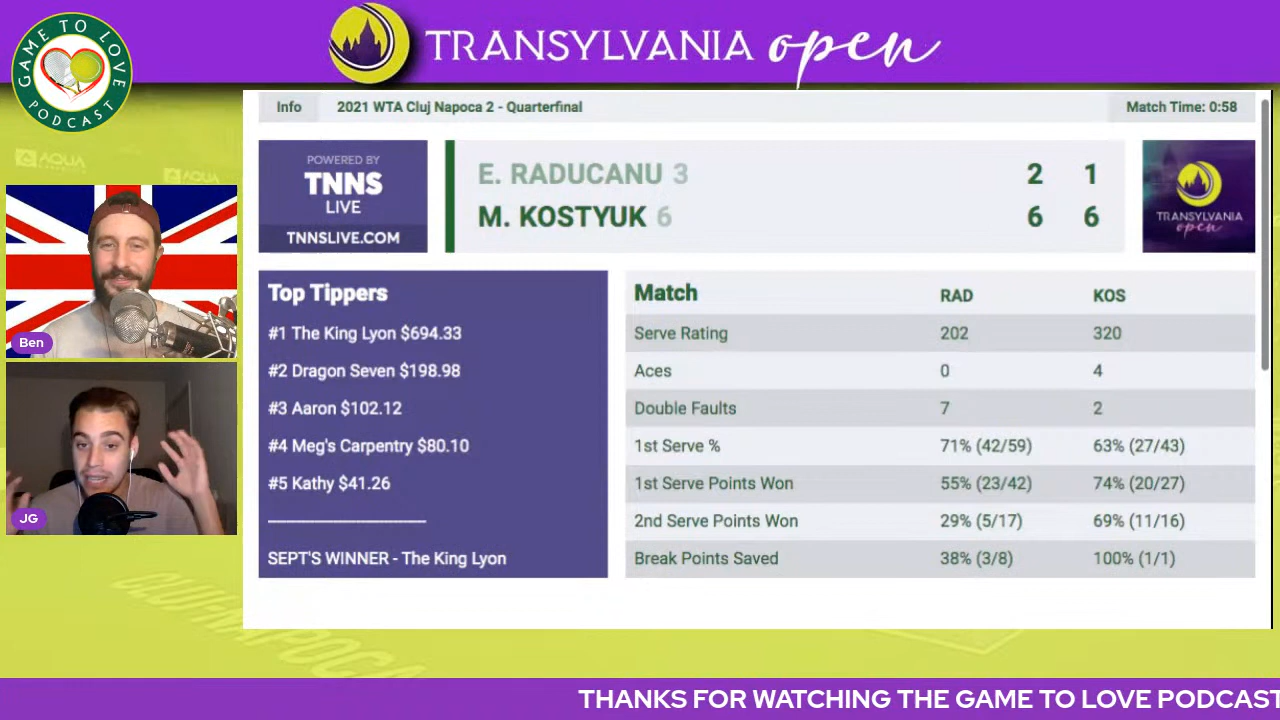 GAME TO LOVE
PODCAST
TRANSYLVANIA open
Info 2021 WTA Cluj Napoca 2 - Quarterfinal Match Time: 0:58
POWERED BY
TNNS
LIVE
TNNSLIVE.COM
E. RADUCANU 3 2 1
M. KOSTYUK 6 6 6
TRANSYLVANIA
open
Top Tippers
#1 The King Lyon $694.33
#2 Dragon Seven $198.98
#3 Aaron $102.12
#4 Meg's Carpentry $80.10
#5 Kathy $41.26
SEPT'S WINNER - The King Lyon
Match RAD KOS
Serve Rating 202 320
Aces 0 4
Double Faults 7 2
1st Serve % 71% (42/59) 63% (27/43)
1st Serve Points Won 55% (23/42) 74% (20/27)
2nd Serve Points Won 29% (5/17) 69% (11/16)
Break Points Saved 38% (3/8) 100% (1/1)
AQUA
AQUA
Ben
JG
CLUJ-NAPOCA
THANKS FOR WATCHING THE GAME TO LOVE PODCAST